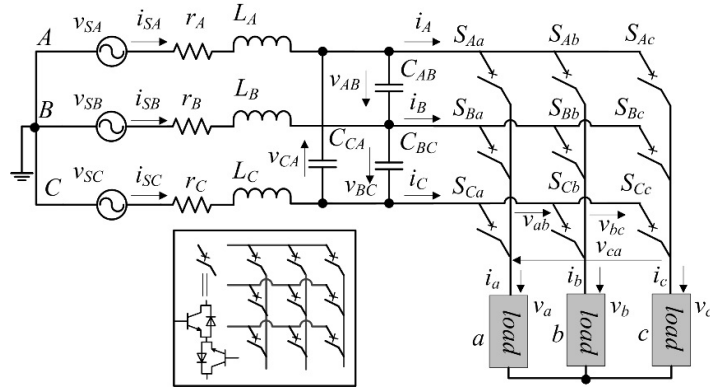 A v_SA i_SA r_A L_A i_A S_Aa S_Ab S_Ac
v_AB C_AB
B v_SB i_SB r_B L_B i_B S_Ba S_Bb S_Bc
v_CA C_CA C_BC
C v_SC i_SC r_C L_C v_BC i_C S_Ca S_Cb S_Cc
v_ab v_bc
v_ca
i_a i_b i_c
v_a v_b v_c
a load b load c load